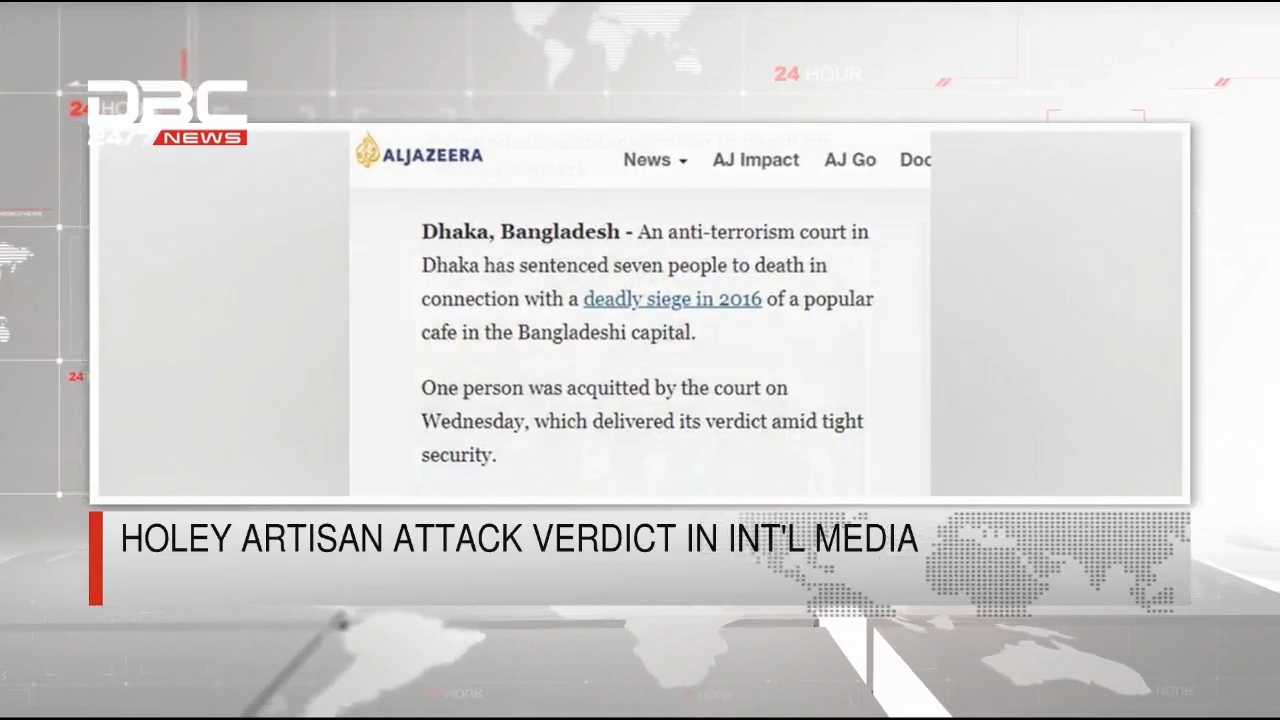 24 HOUR
DBC
24/7 NEWS
ALJAZEERA
News AJ Impact AJ Go Doc
Dhaka, Bangladesh - An anti-terrorism court in
Dhaka has sentenced seven people to death in
connection with a deadly siege in 2016 of a popular
cafe in the Bangladeshi capital.
One person was acquitted by the court on
Wednesday, which delivered its verdict amid tight
security.
24
HOLEY ARTISAN ATTACK VERDICT IN INT'L MEDIA
HOUR